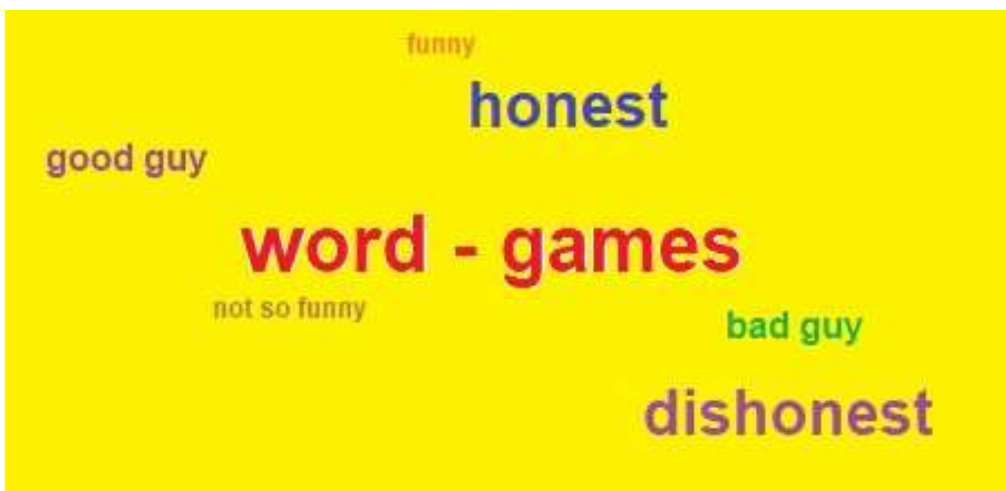 funny
honest
good guy
word - games
not so funny
bad guy
dishonest